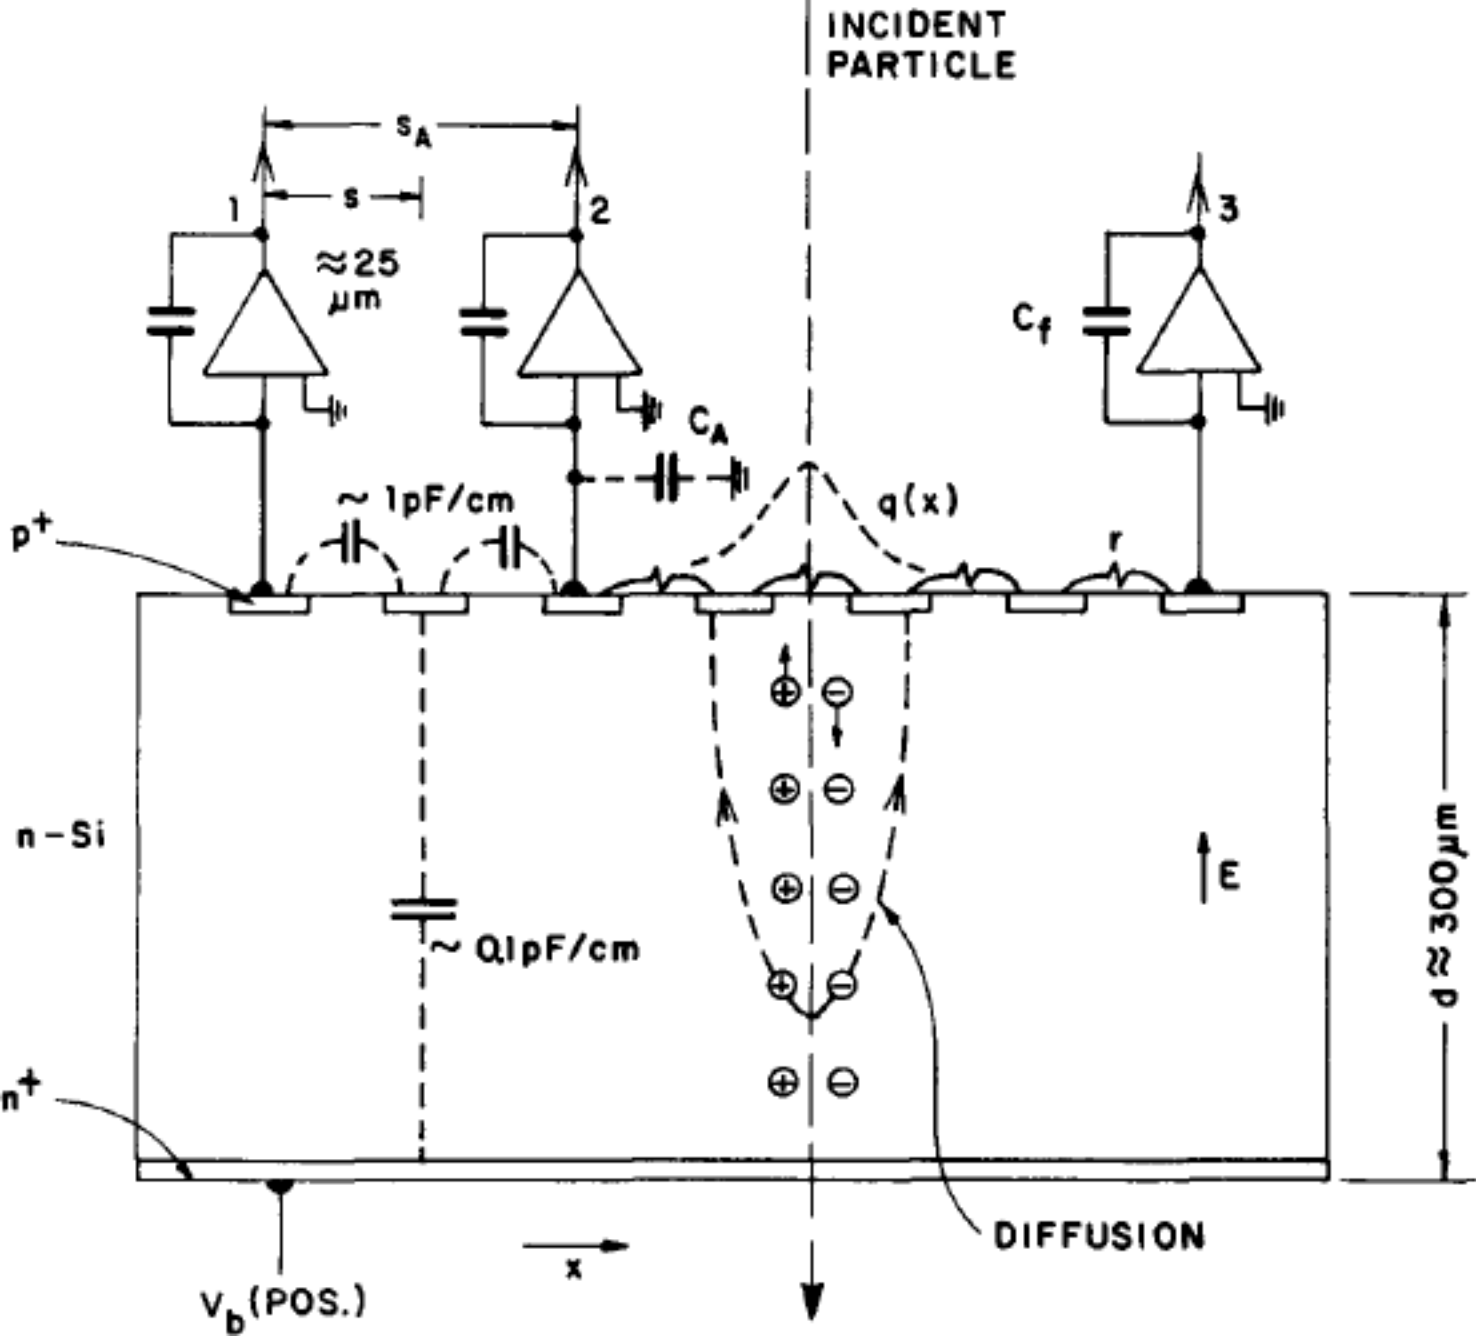 INCIDENT
PARTICLE
s_A
s
1
2
3
≈25
μm
C_f
C_A
~ 1pF/cm
q(x)
p⁺
r
n-Si
E
d ≈ 300μm
~ 0.1pF/cm
n⁺
DIFFUSION
x
V_b(POS.)